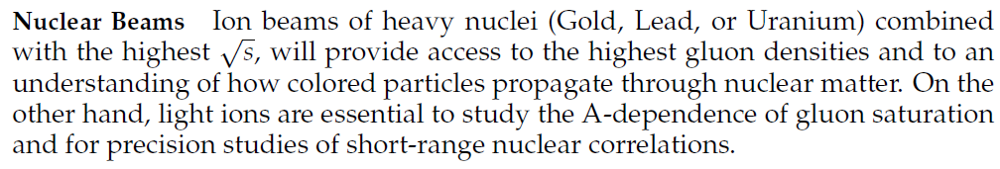 Nuclear Beams Ion beams of heavy nuclei (Gold, Lead, or Uranium) combined
with the highest √s, will provide access to the highest gluon densities and to an
understanding of how colored particles propagate through nuclear matter. On the
other hand, light ions are essential to study the A-dependence of gluon saturation
and for precision studies of short-range nuclear correlations.